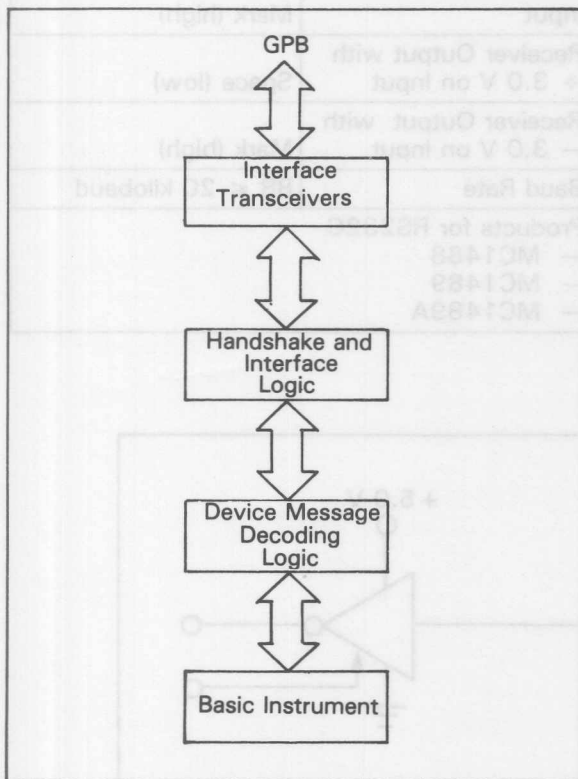 GPB
Interface
Transceivers
Handshake and
Interface
Logic
Device Message
Decoding
Logic
Basic Instrument